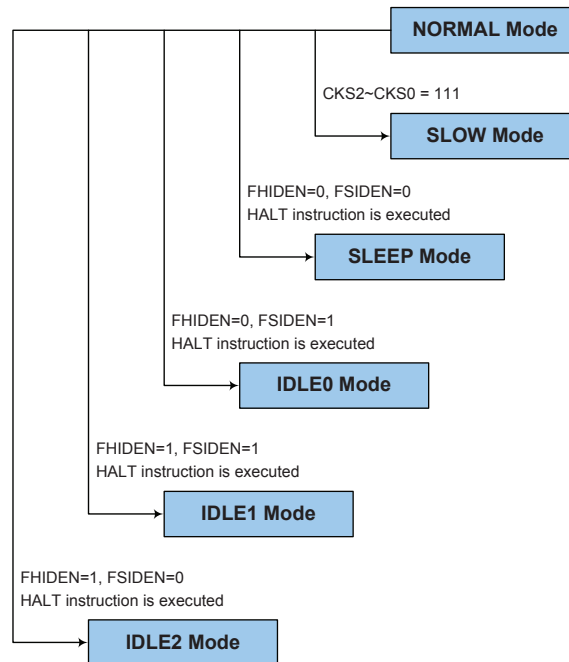 NORMAL Mode
CKS2~CKS0 = 111
SLOW Mode
FHIDEN=0, FSIDEN=0
HALT instruction is executed
SLEEP Mode
FHIDEN=0, FSIDEN=1
HALT instruction is executed
IDLE0 Mode
FHIDEN=1, FSIDEN=1
HALT instruction is executed
IDLE1 Mode
FHIDEN=1, FSIDEN=0
HALT instruction is executed
IDLE2 Mode